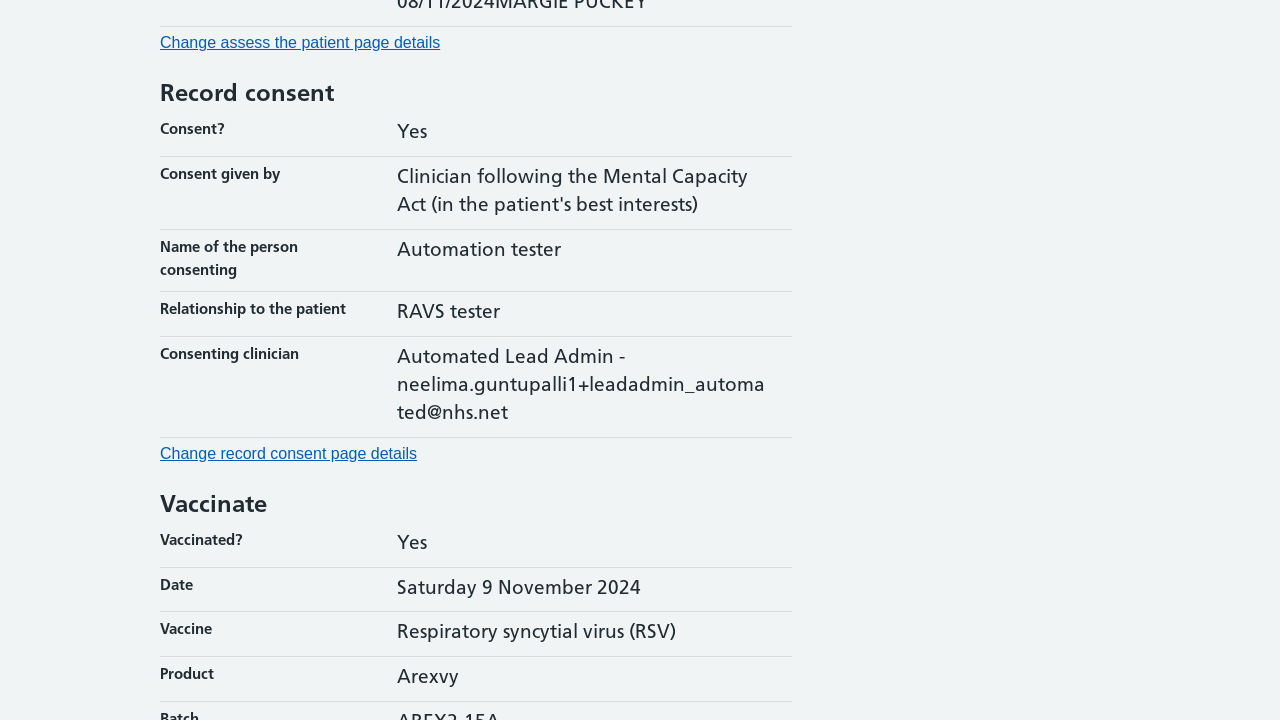 08/11/2024MARGIE PUCKEY
Change assess the patient page details
Record consent
Consent?
Yes
Consent given by
Clinician following the Mental Capacity
Act (in the patient's best interests)
Name of the person
consenting
Automation tester
Relationship to the patient
RAVS tester
Consenting clinician
Automated Lead Admin -
neelima.guntupalli1+leadadmin_automa
ted@nhs.net
Change record consent page details
Vaccinate
Vaccinated?
Yes
Date
Saturday 9 November 2024
Vaccine
Respiratory syncytial virus (RSV)
Product
Arexvy
Batch